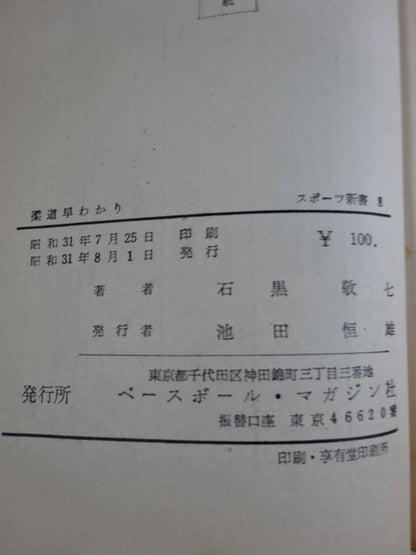 柔道早わかり　スポーツ新書 8
昭和31年7月25日 印刷　￥ 100.
昭和31年8月1日 発行
著者　石黒敬七
発行者　池田恒雄
東京都千代田区神田錦町三丁目三番地
発行所　ベースボール・マガジン社
振替口座 東京46620番
印刷・享有堂印刷所